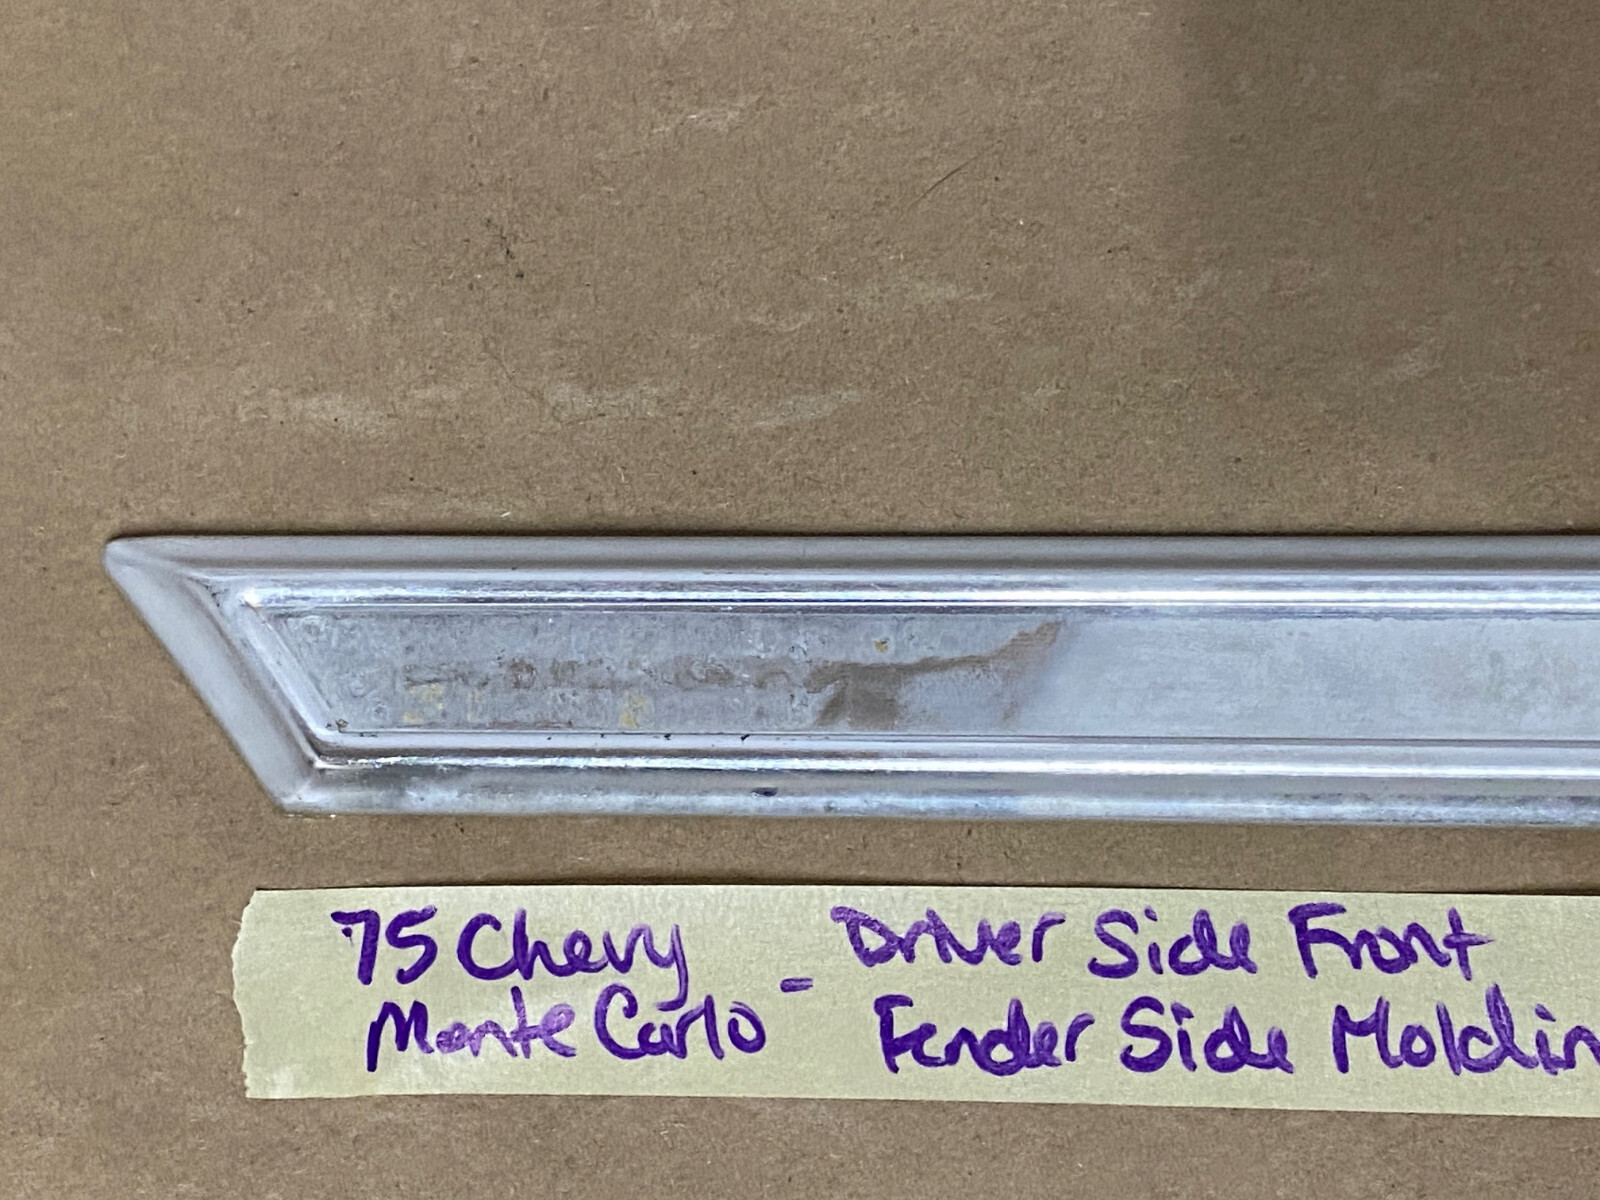 75 Chevy - Driver Side Front
Monte Carlo Fender Side Moldin